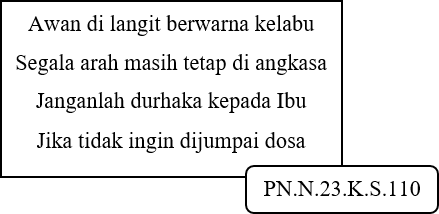 Awan di langit berwarna kelabu
Segala arah masih tetap di angkasa
Janganlah durhaka kepada Ibu
Jika tidak ingin dijumpai dosa
PN.N.23.K.S.110